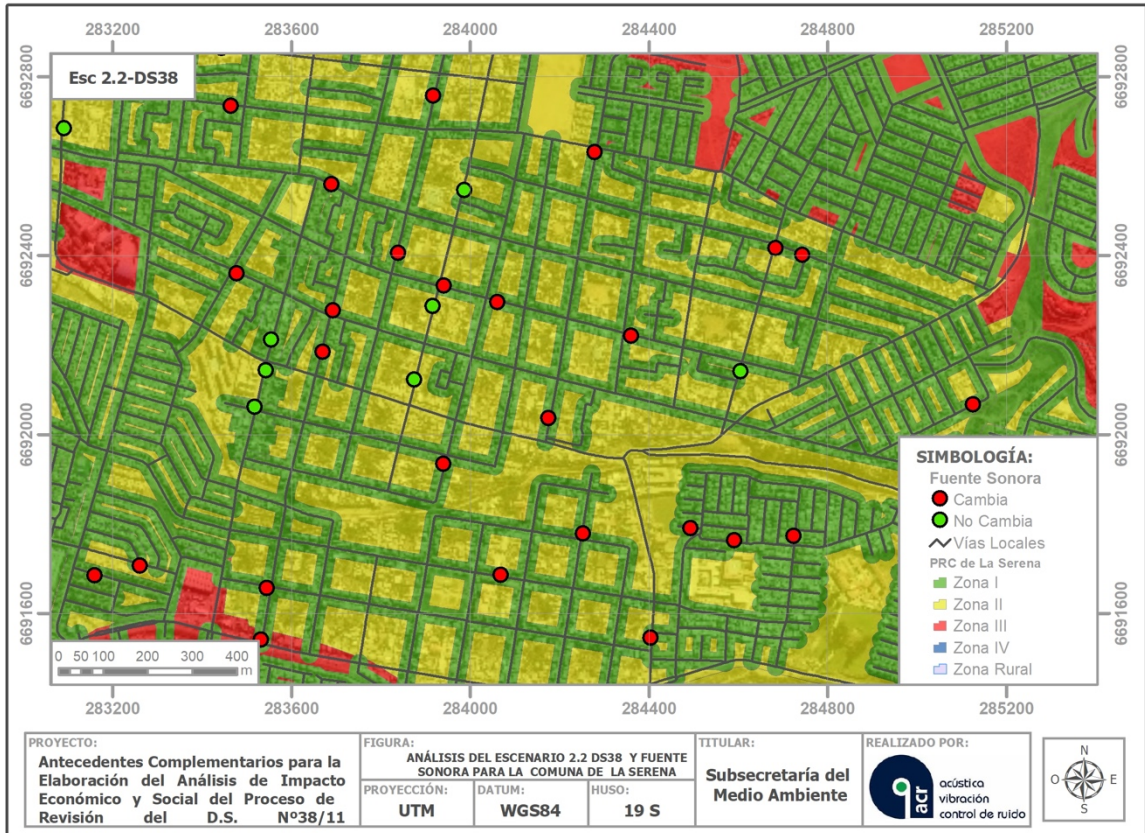 283200 283600 284000 284400 284800 285200
Esc 2.2-DS38
6692800 6692800
6692400 6692400
6692000 6692000
6691600 6691600
SIMBOLOGÍA:
Fuente Sonora
Cambia
No Cambia
Vías Locales
PRC de La Serena
Zona I
Zona II
Zona III
Zona IV
Zona Rural
0 50 100 200 300 400
m
283200 283600 284000 284400 284800 285200
PROYECTO:
Antecedentes Complementarios para la
Elaboración del Análisis de Impacto
Económico y Social del Proceso de
Revisión del D.S. Nº38/11
FIGURA:
ANÁLISIS DEL ESCENARIO 2.2 DS38 Y FUENTE
SONORA PARA LA COMUNA DE LA SERENA
PROYECCIÓN:
UTM
DATUM:
WGS84
HUSO:
19 S
TITULAR:
Subsecretaría del
Medio Ambiente
REALIZADO POR:
acr
acústica
vibración
control de ruido
N
O E
S